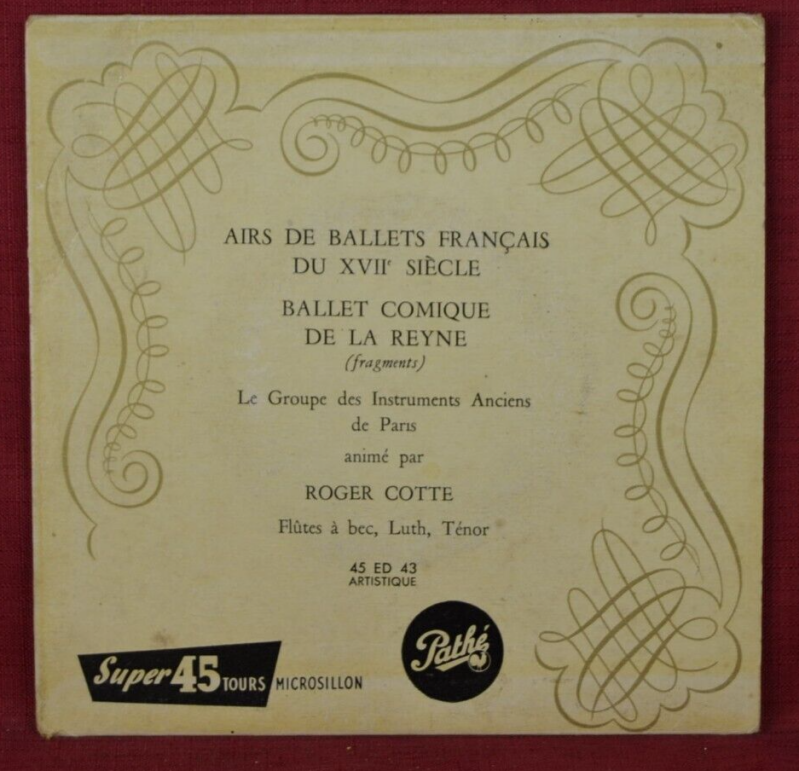 AIRS DE BALLETS FRANÇAIS
DU XVIIᵉ SIÈCLE
BALLET COMIQUE
DE LA REYNE
(fragments)
Le Groupe des Instruments Anciens
de Paris
animé par
ROGER COTTE
Flûtes à bec, Luth, Ténor
45 ED 43
ARTISTIQUE
Super 45 TOURS MICROSILLON
Pathé